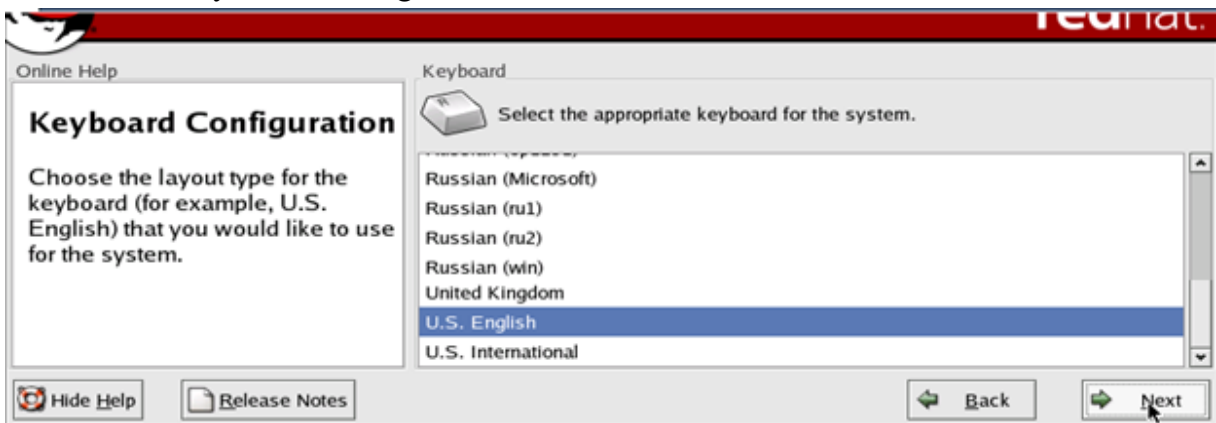 redhat.
Online Help
Keyboard Configuration
Choose the layout type for the
keyboard (for example, U.S.
English) that you would like to use
for the system.
Keyboard
Select the appropriate keyboard for the system.
Russian (Microsoft)
Russian (ru1)
Russian (ru2)
Russian (win)
United Kingdom
U.S. English
U.S. International
Hide Help
Release Notes
Back
Next